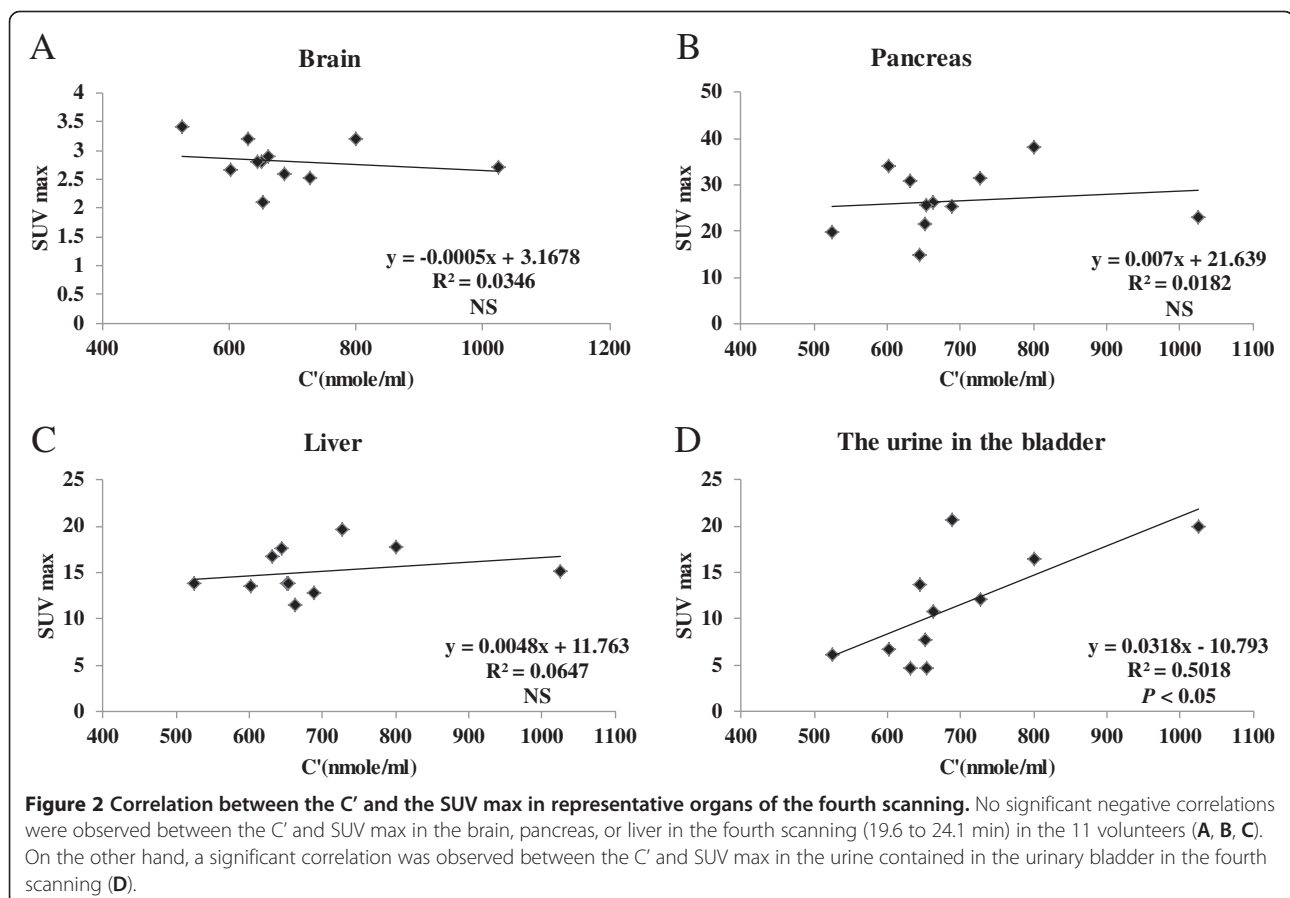 A
Brain
SUV max
4
3.5
3
2.5
2
1.5
1
0.5
0
400
600
800
1000
1200
C'(nmole/ml)
y = -0.0005x + 3.1678
R² = 0.0346
NS
B
Pancreas
SUV max
50
40
30
20
10
0
400
500
600
700
800
900
1000
1100
C'(nmole/ml)
y = 0.007x + 21.639
R² = 0.0182
NS
C
Liver
SUV max
25
20
15
10
5
0
400
500
600
700
800
900
1000
1100
C'(nmole/ml)
y = 0.0048x + 11.763
R² = 0.0647
NS
D
The urine in the bladder
SUV max
25
20
15
10
5
0
400
500
600
700
800
900
1000
1100
C'(nmole/ml)
y = 0.0318x - 10.793
R² = 0.5018
P < 0.05
Figure 2 Correlation between the C′ and the SUV max in representative organs of the fourth scanning. No significant negative correlations
were observed between the C′ and SUV max in the brain, pancreas, or liver in the fourth scanning (19.6 to 24.1 min) in the 11 volunteers (A, B, C).
On the other hand, a significant correlation was observed between the C′ and SUV max in the urine contained in the urinary bladder in the fourth
scanning (D).